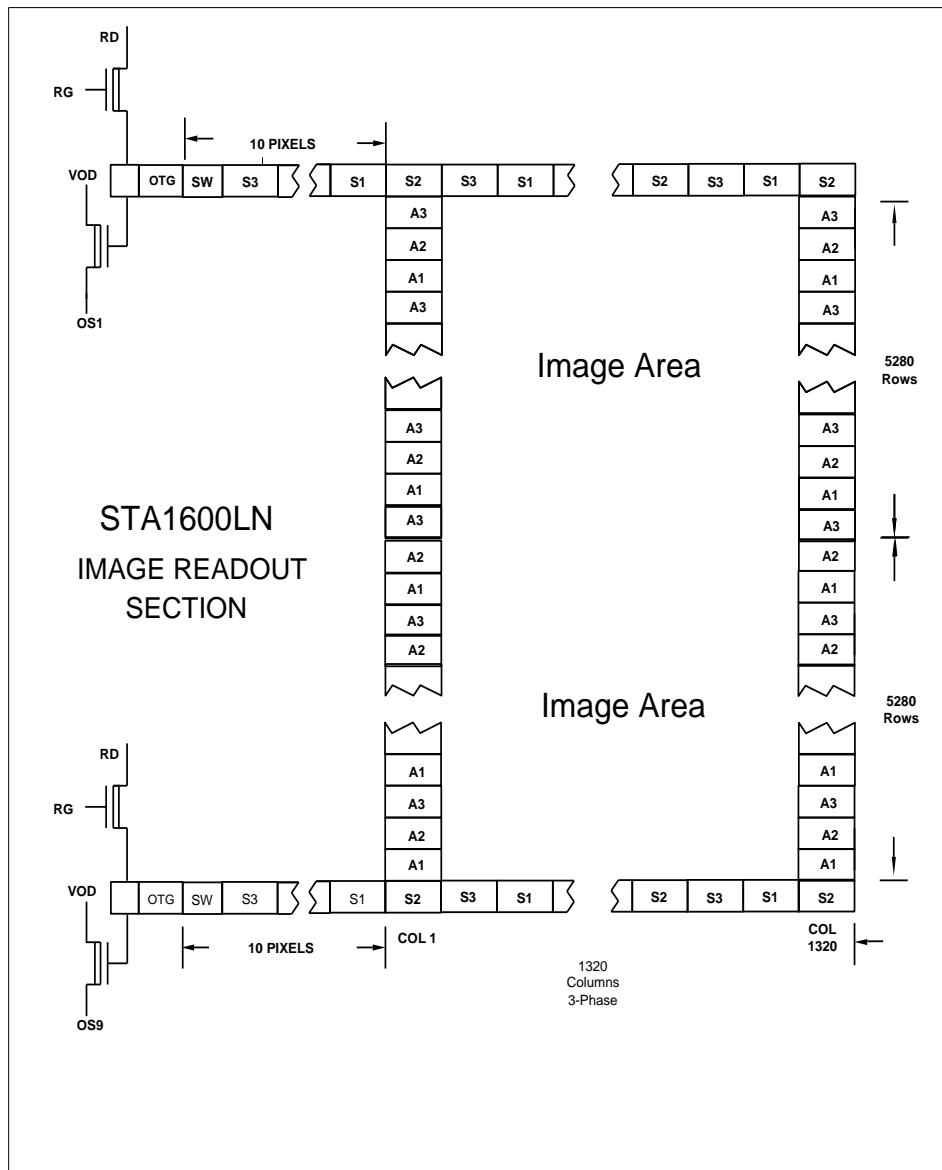 RD
RG
10 PIXELS
VOD
OTG SW S3 S1 S2 S3 S1 S2 S3 S1 S2
A3 A3
A2 A2
A1 A1
A3 A3
OS1
Image Area
5280
Rows
A3 A3
A2 A2
A1 A1
A3 A3
STA1600LN
IMAGE READOUT
SECTION
A2 A2
A1 A1
A3 A3
A2 A2
Image Area
5280
Rows
RD
RG
A1 A1
A3 A3
A2 A2
A1 A1
VOD
OTG SW S3 S1 S2 S3 S1 S2 S3 S1 S2
10 PIXELS
COL 1
COL
1320
1320
Columns
3-Phase
OS9